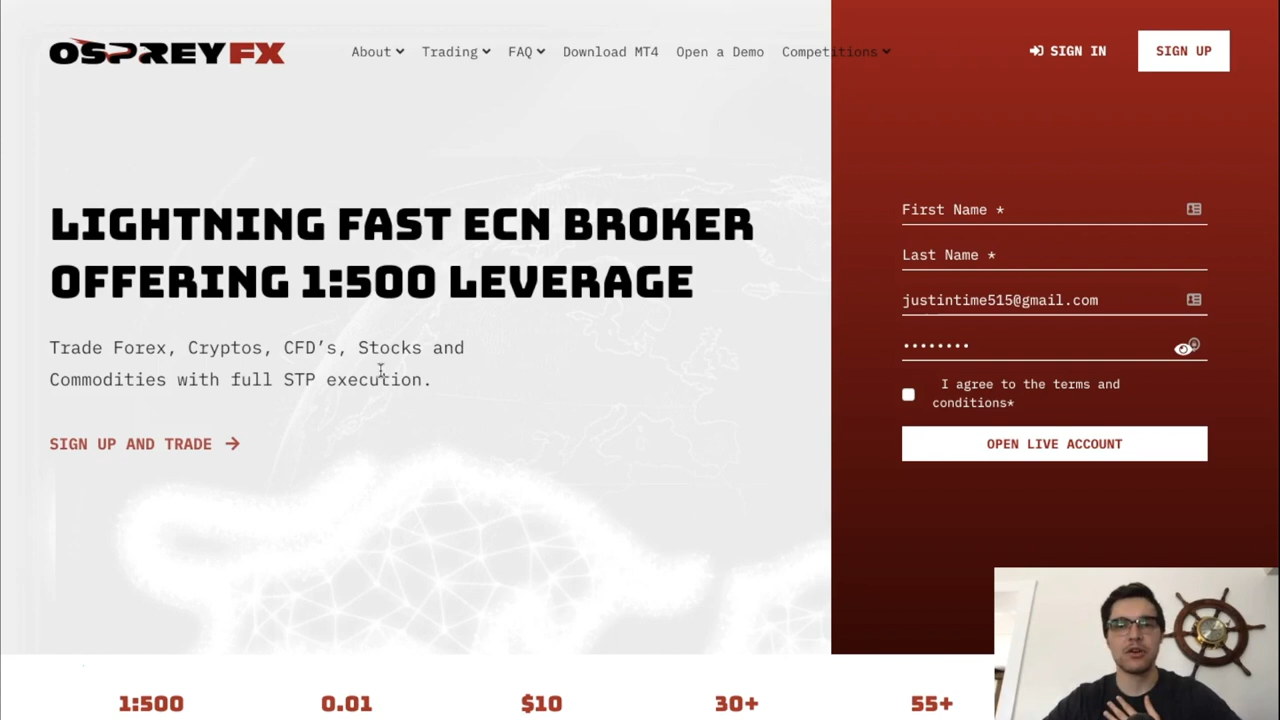 OSPREYFX
About Trading FAQ Download MT4 Open a Demo Competitions SIGN IN SIGN UP
LIGHTNING FAST ECN BROKER
OFFERING 1:500 LEVERAGE
Trade Forex, Cryptos, CFD’s, Stocks and
Commodities with full STP execution.
SIGN UP AND TRADE →
First Name *
Last Name *
justintime515@gmail.com
••••••••
I agree to the terms and
conditions*
OPEN LIVE ACCOUNT
1:500 0.01 $10 30+ 55+